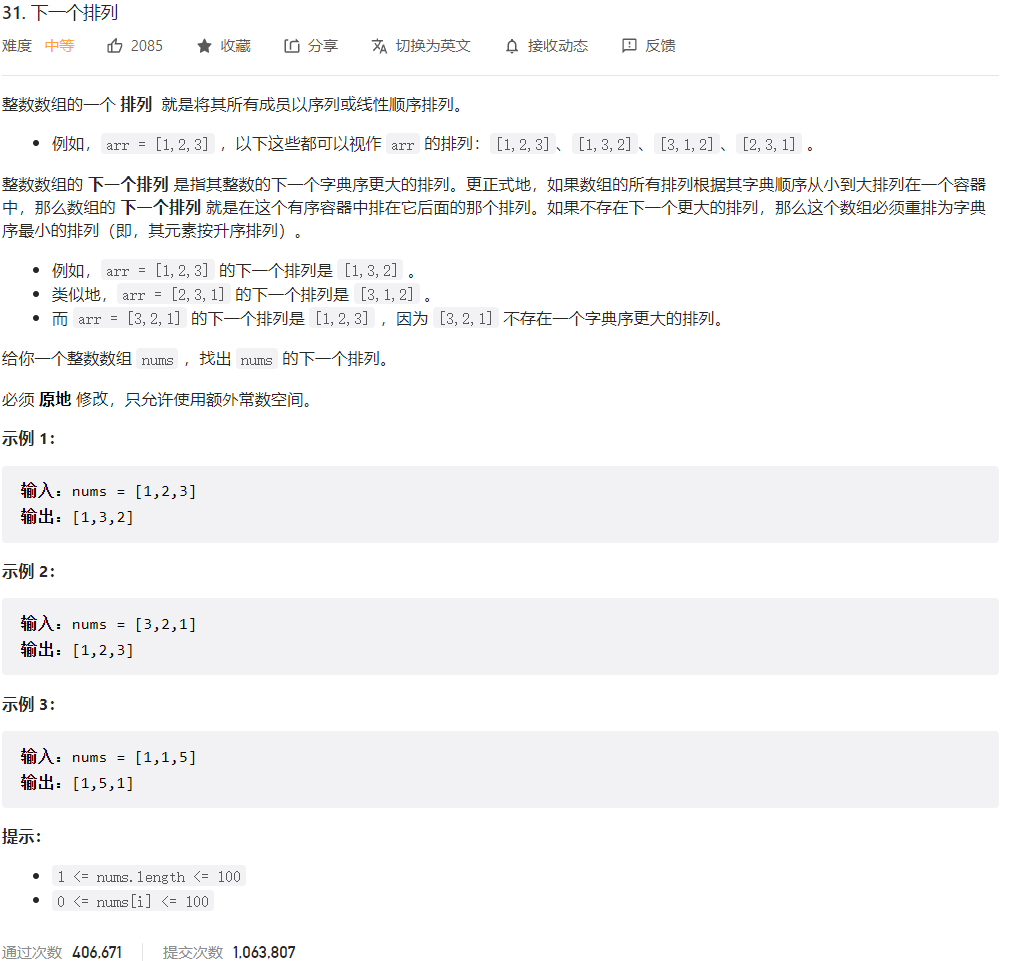 31. 下一个排列
难度 中等 2085 收藏 分享 切换为英文 接收动态 反馈
整数数组的一个 排列 就是将其所有成员以序列或线性顺序排列。
例如，arr = [1,2,3] ，以下这些都可以视作 arr 的排列：[1,2,3]、[1,3,2]、[3,1,2]、[2,3,1] 。
整数数组的 下一个排列 是指其整数的下一个字典序更大的排列。更正式地，如果数组的所有排列根据其字典顺序从小到大排列在一个容器
中，那么数组的 下一个排列 就是在这个有序容器中排在它后面的那个排列。如果不存在下一个更大的排列，那么这个数组必须重排为字典
序最小的排列（即，其元素按升序排列）。
例如，arr = [1,2,3] 的下一个排列是 [1,3,2] 。
类似地，arr = [2,3,1] 的下一个排列是 [3,1,2] 。
而 arr = [3,2,1] 的下一个排列是 [1,2,3] ，因为 [3,2,1] 不存在一个字典序更大的排列。
给你一个整数数组 nums ，找出 nums 的下一个排列。
必须 原地 修改，只允许使用额外常数空间。
示例 1：
输入：nums = [1,2,3]
输出：[1,3,2]
示例 2：
输入：nums = [3,2,1]
输出：[1,2,3]
示例 3：
输入：nums = [1,1,5]
输出：[1,5,1]
提示：
1 <= nums.length <= 100
0 <= nums[i] <= 100
通过次数 406,671 提交次数 1,063,807